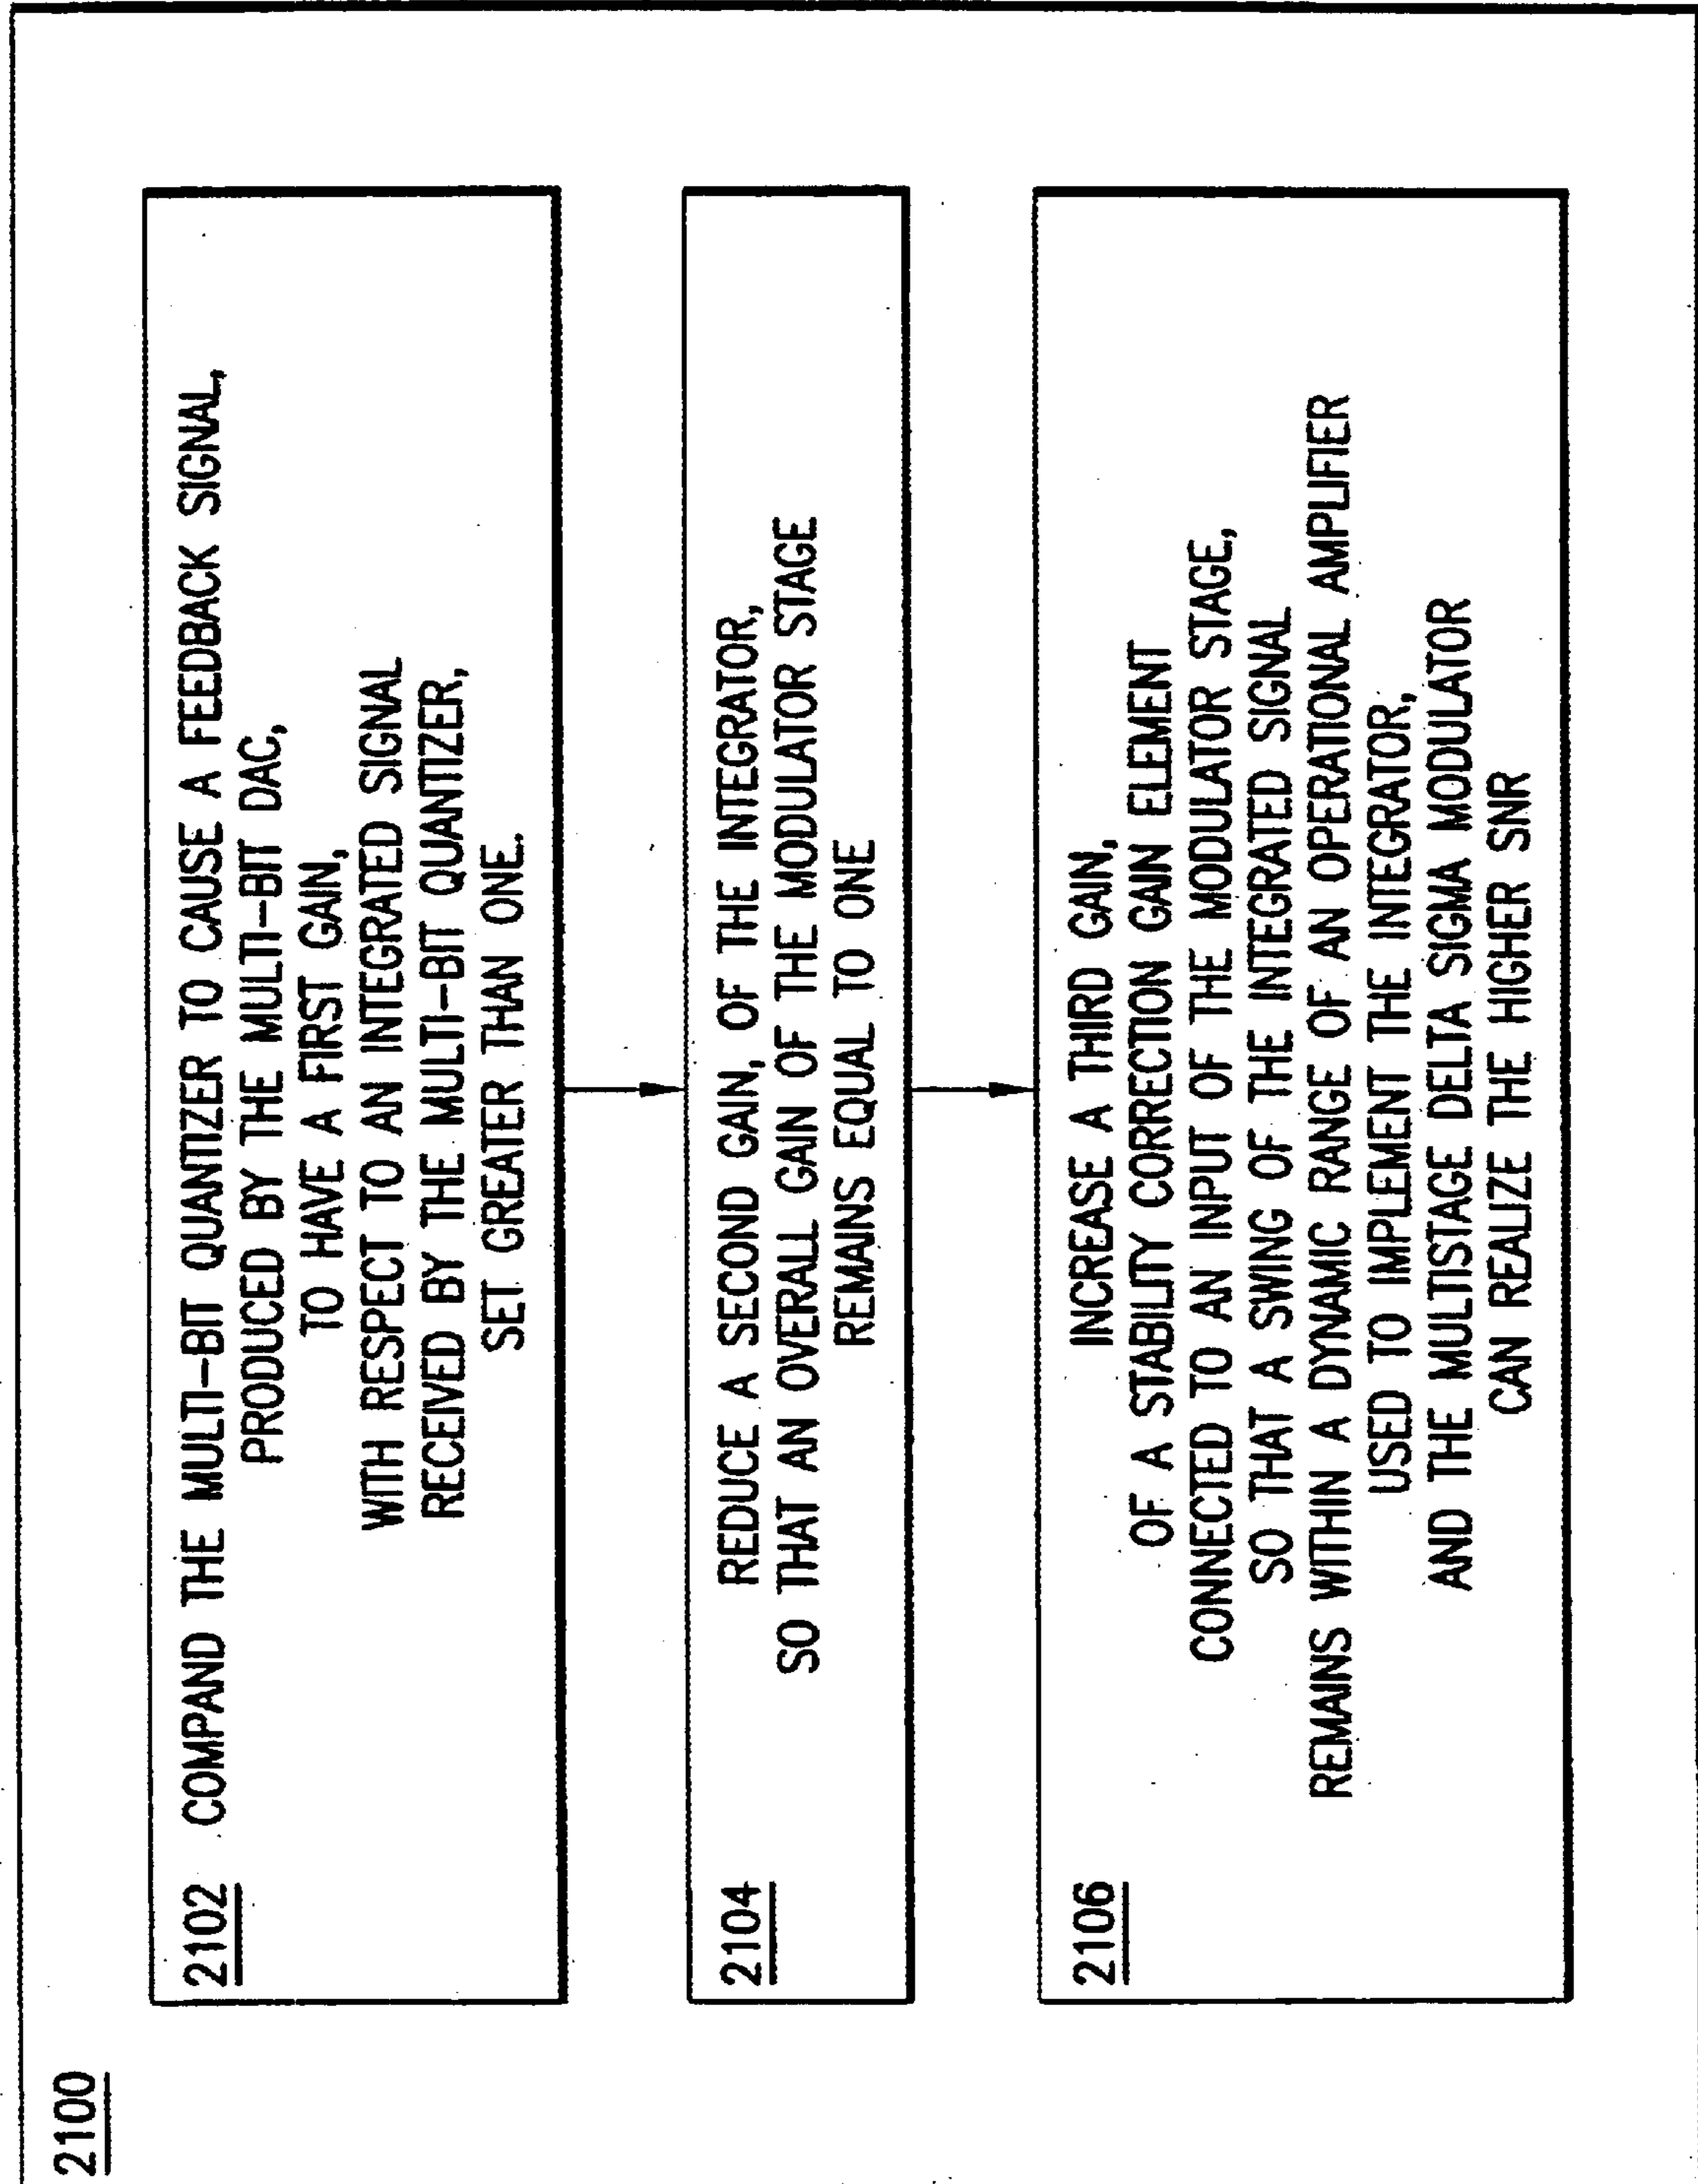 2100
2102
COMPAND THE MULTI-BIT QUANTIZER TO CAUSE A FEEDBACK SIGNAL,
PRODUCED BY THE MULTI-BIT DAC,
TO HAVE A FIRST GAIN,
WITH RESPECT TO AN INTEGRATED SIGNAL
RECEIVED BY THE MULTI-BIT QUANTIZER,
SET GREATER THAN ONE.
2104
REDUCE A SECOND GAIN, OF THE INTEGRATOR,
SO THAT AN OVERALL GAIN OF THE MODULATOR STAGE
REMAINS EQUAL TO ONE
2106
INCREASE A THIRD GAIN,
OF A STABILITY CORRECTION GAIN ELEMENT
CONNECTED TO AN INPUT OF THE MODULATOR STAGE,
SO THAT A SWING OF THE INTEGRATED SIGNAL
REMAINS WITHIN A DYNAMIC RANGE OF AN OPERATIONAL AMPLIFIER
USED TO IMPLEMENT THE INTEGRATOR,
AND THE MULTISTAGE DELTA SIGMA MODULATOR
CAN REALIZE THE HIGHER SNR